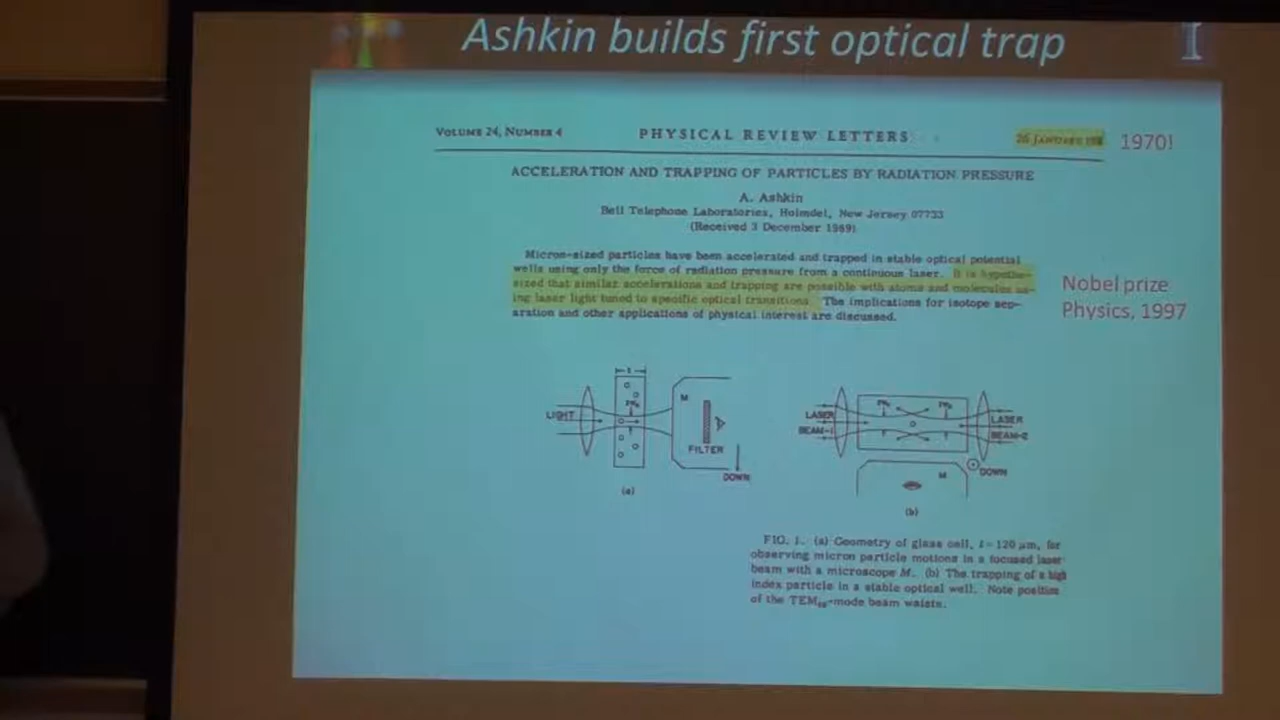 Ashkin builds first optical trap
I
VOLUME 24, NUMBER 4 PHYSICAL REVIEW LETTERS 26 JANUARY 1970!
ACCELERATION AND TRAPPING OF PARTICLES BY RADIATION PRESSURE
A. Ashkin
Bell Telephone Laboratories, Holmdel, New Jersey 07733
(Received 3 December 1969)
Micron-sized particles have been accelerated and trapped in stable optical potential
wells using only the force of radiation pressure from a continuous laser. It is hypothe-
sized that similar accelerations and trapping are possible with atoms and molecules us-
ing laser light tuned to specific optical transitions. The implications for isotope sep-
aration and other applications of physical interest are discussed.
Nobel prize
Physics, 1997
LIGHT
M
FILTER
DOWN
(a)
LASER
BEAM-1
LASER
BEAM-2
DOWN
M
(b)
FIG. 1. (a) Geometry of glass cell, t = 120 μm, for
observing micron particle motions in a focused laser
beam with a microscope M. (b) The trapping of a high
index particle in a stable optical well. Note position
of the TEM₀₀-mode beam waists.